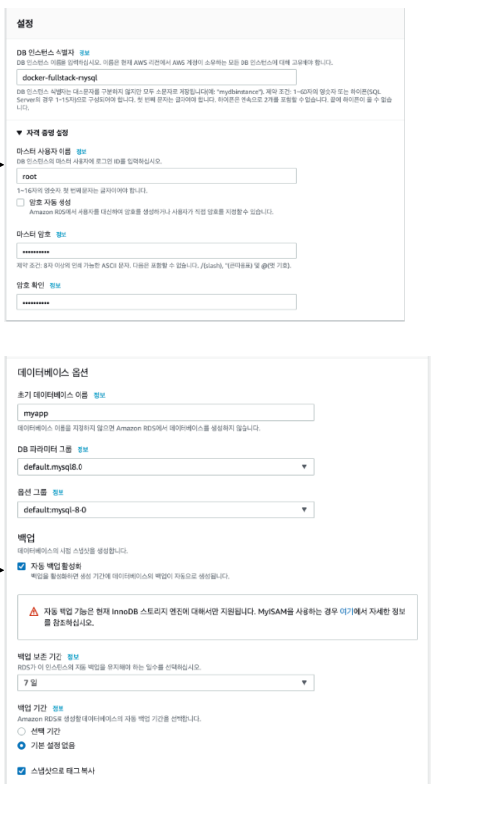 설정
DB 인스턴스 식별자 정보
DB 인스턴스 이름을 입력하십시오. 이름은 현재 AWS 리전에서 AWS 계정이 소유하는 모든 DB 인스턴스에 대해 고유해야 합니다.
docker-fullstack-mysql
DB 인스턴스 식별자는 대소문자를 구분하지 않지만 모두 소문자로 저장됩니다(예: "mydbinstance"). 제약 조건: 1~60자의 영숫자 또는 하이픈(SQL
Server의 경우 1~15자)으로 구성되어야 합니다. 첫 번째 문자는 글자여야 합니다. 하이픈은 연속으로 2개를 포함할 수 없습니다. 끝에 하이픈이 올 수 없습
니다.
▼ 자격 증명 설정
마스터 사용자 이름 정보
DB 인스턴스의 마스터 사용자에 로그인 ID를 입력하십시오.
root
1~16자의 영숫자. 첫 번째 문자는 글자이어야 합니다.
암호 자동 생성
Amazon RDS에서 사용자를 대신하여 암호를 생성하거나 사용자가 직접 암호를 지정할 수 있습니다.
마스터 암호 정보
••••••••••
제약 조건: 8자 이상의 인쇄 가능한 ASCII 문자. 다음은 포함할 수 없습니다. /(slash), "(큰따옴표) 및 @(앳 기호).
암호 확인 정보
••••••••••
데이터베이스 옵션
초기 데이터베이스 이름 정보
myapp
데이터베이스 이름을 지정하지 않으면 Amazon RDS에서 데이터베이스를 생성하지 않습니다.
DB 파라미터 그룹 정보
default.mysql8.0
옵션 그룹 정보
default:mysql-8-0
백업
데이터베이스의 시점 스냅샷을 생성합니다.
자동 백업 활성화
백업을 활성화하면 생성 기간에 데이터베이스의 백업이 자동으로 생성됩니다.
자동 백업 기능은 현재 InnoDB 스토리지 엔진에 대해서만 지원됩니다. MyISAM을 사용하는 경우 여기에서 자세한 정보
를 참조하십시오.
백업 보존 기간 정보
RDS가 이 인스턴스의 자동 백업을 유지해야 하는 일수를 선택하십시오.
7 일
백업 기간 정보
Amazon RDS로 생성할 데이터베이스의 자동 백업 기간을 선택합니다.
선택 기간
기본 설정 없음
스냅샷으로 태그 복사